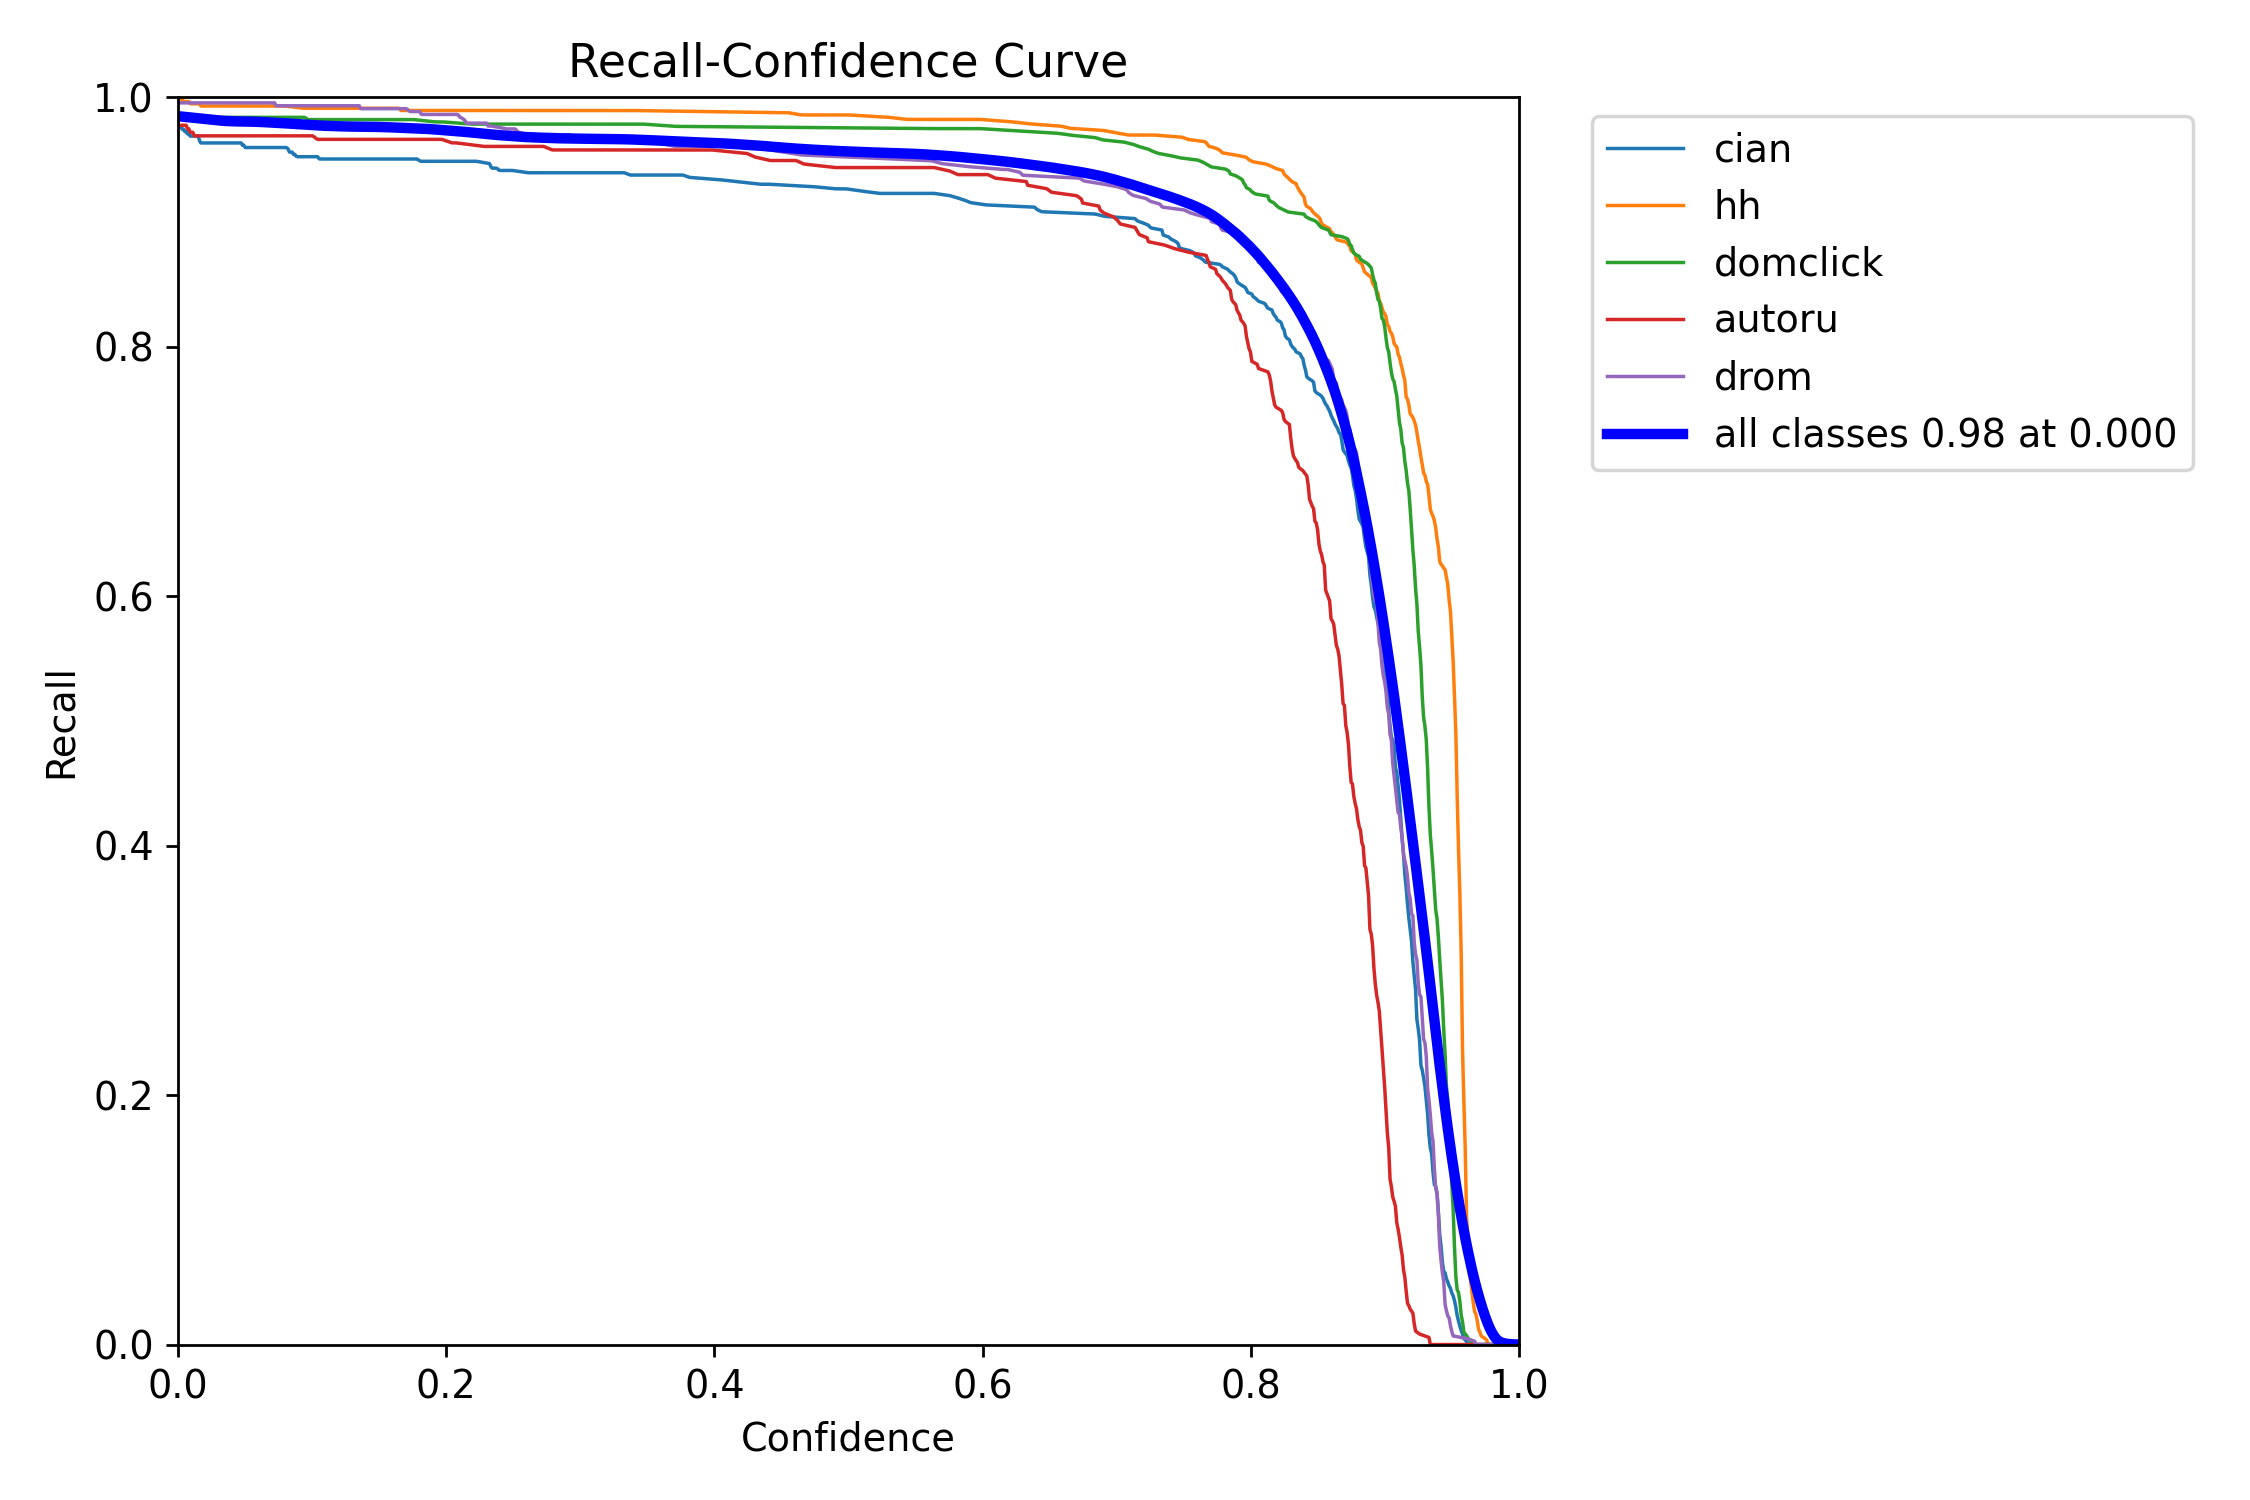 Recall-Confidence Curve
1.0
0.8
0.6
0.4
0.2
0.0
Recall
0.0 0.2 0.4 0.6 0.8 1.0
Confidence
cian
hh
domclick
autoru
drom
all classes 0.98 at 0.000